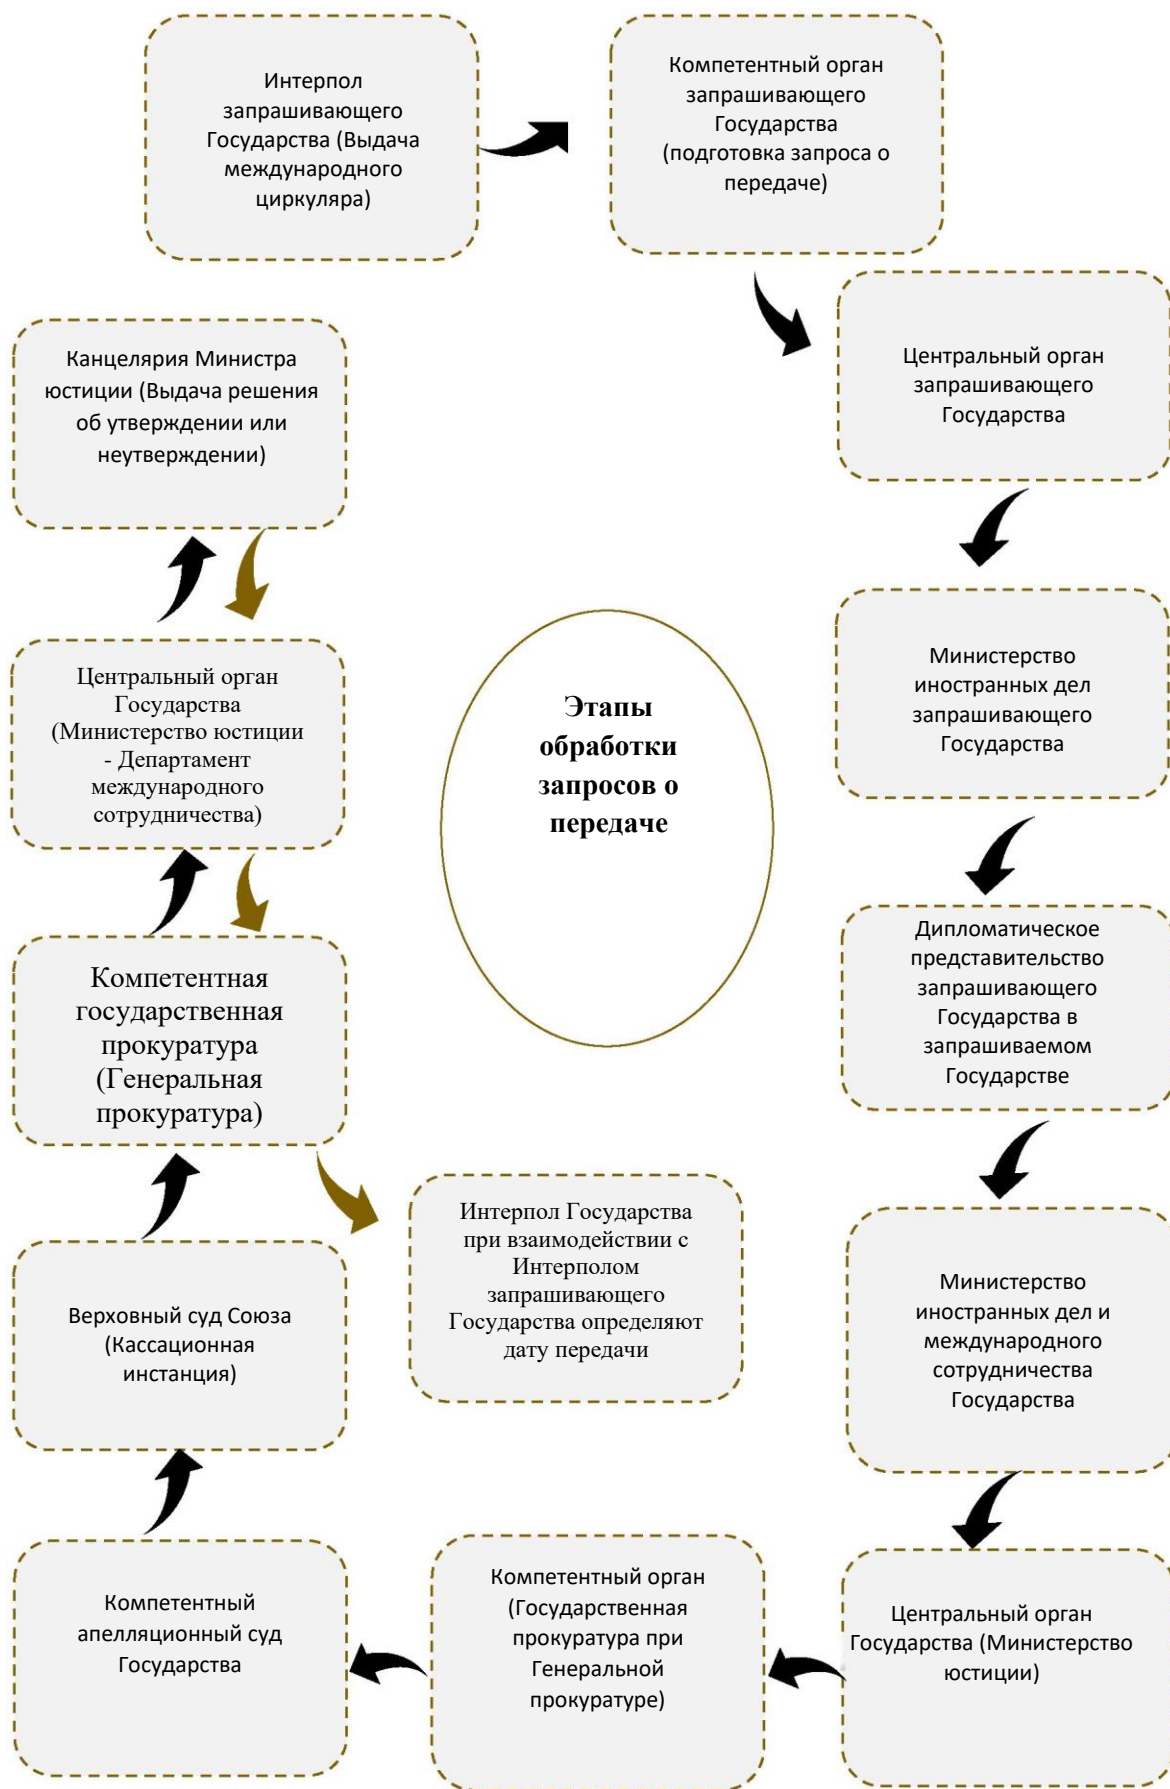 Интерпол
запрашивающего
Государства (Выдача
международного
циркуляра)
Компетентный орган
запрашивающего
Государства
(подготовка запроса о
передаче)
Центральный орган
запрашивающего
Государства
Министерство
иностранных дел
запрашивающего
Государства
Дипломатическое
представительство
запрашивающего
Государства в
запрашиваемом
Государстве
Министерство
иностранных дел и
международного
сотрудничества
Государства
Центральный орган
Государства (Министерство
юстиции)
Компетентный орган
(Государственная
прокуратура при
Генеральной
прокуратуре)
Компетентный
апелляционный суд
Государства
Верховный суд Союза
(Кассационная
инстанция)
Компетентная
государственная
прокуратура
(Генеральная
прокуратура)
Центральный орган
Государства
(Министерство юстиции
- Департамент
международного
сотрудничества)
Канцелярия Министра
юстиции (Выдача решения
об утверждении или
неутверждении)
Интерпол Государства
при взаимодействии с
Интерполом
запрашивающего
Государства определяют
дату передачи
Этапы
обработки
запросов о
передаче